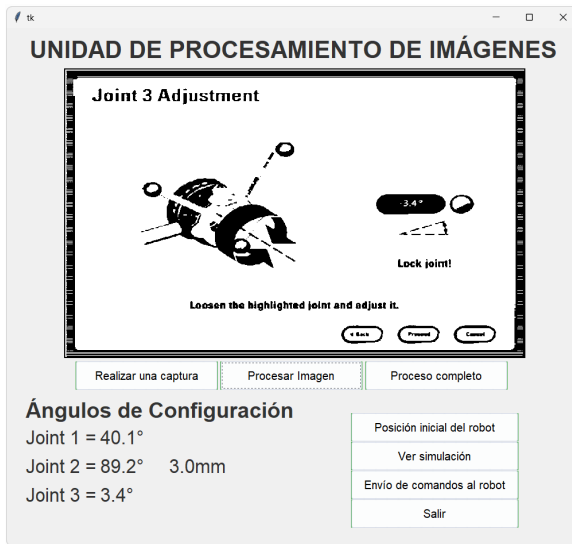 tk
UNIDAD DE PROCESAMIENTO DE IMÁGENES
Joint 3 Adjustment
-3.4°
Lock joint!
Loosen the highlighted joint and adjust it.
< Back Proceed Cancel
Realizar una captura Procesar Imagen Proceso completo
Ángulos de Configuración
Joint 1 = 40.1°
Joint 2 = 89.2° 3.0mm
Joint 3 = 3.4°
Posición inicial del robot
Ver simulación
Envío de comandos al robot
Salir